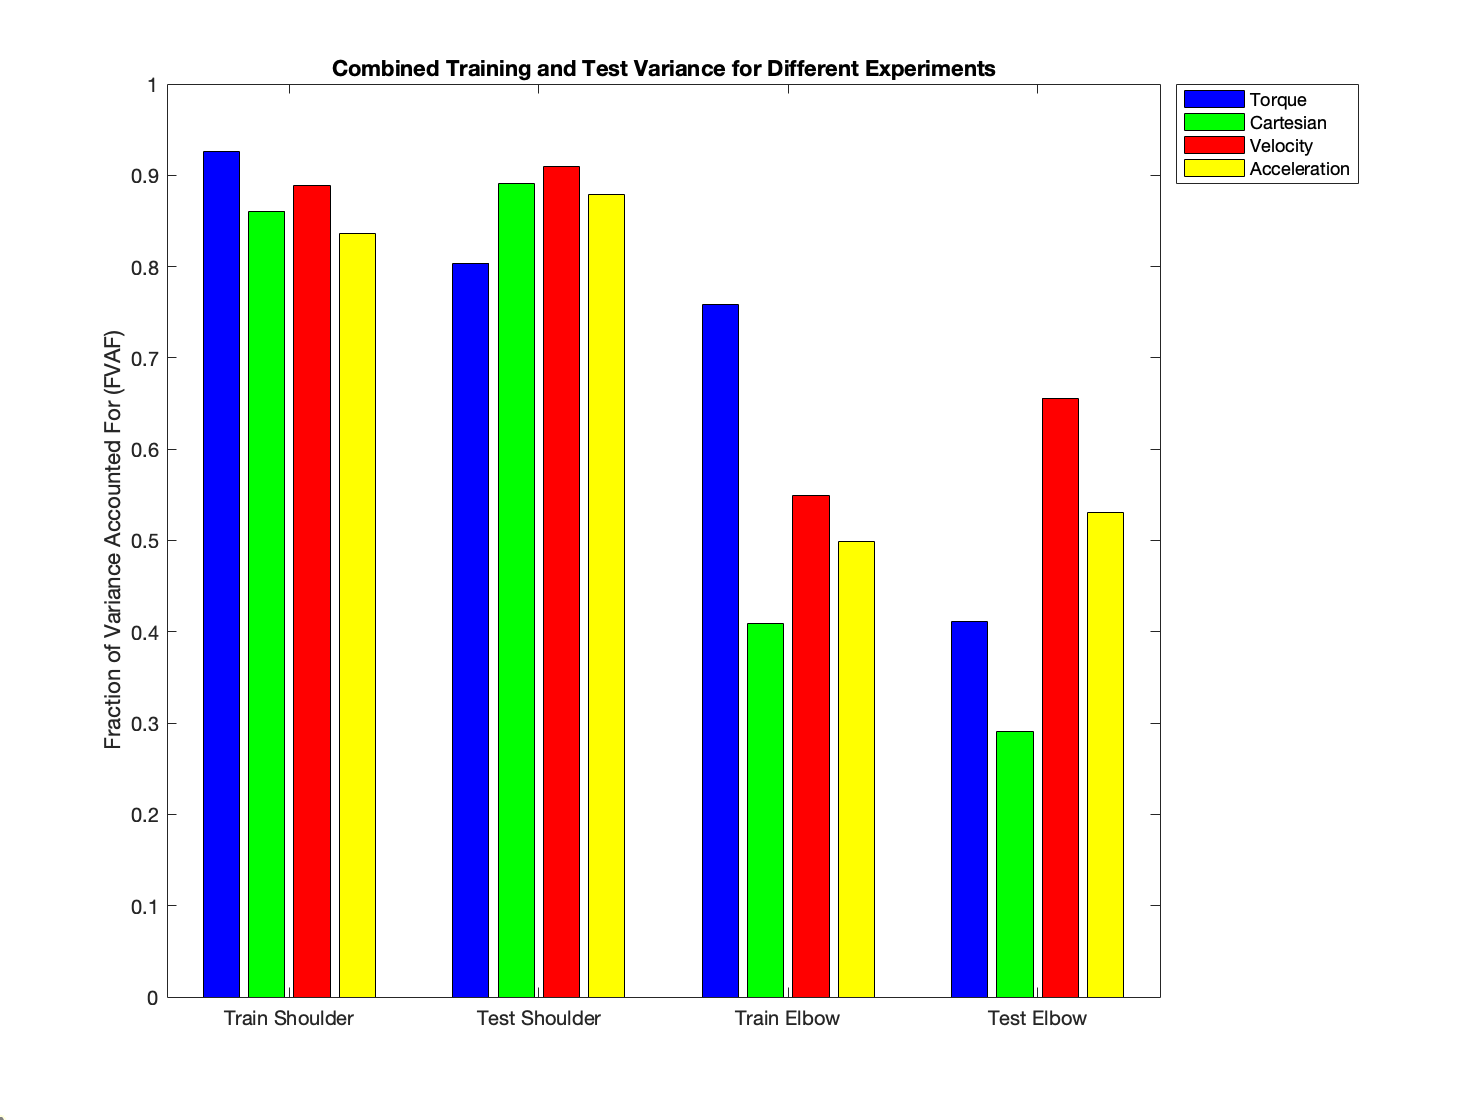 Combined Training and Test Variance for Different Experiments
Torque
Cartesian
Velocity
Acceleration
Fraction of Variance Accounted For (FVAF)
1
0.9
0.8
0.7
0.6
0.5
0.4
0.3
0.2
0.1
0
Train Shoulder
Test Shoulder
Train Elbow
Test Elbow